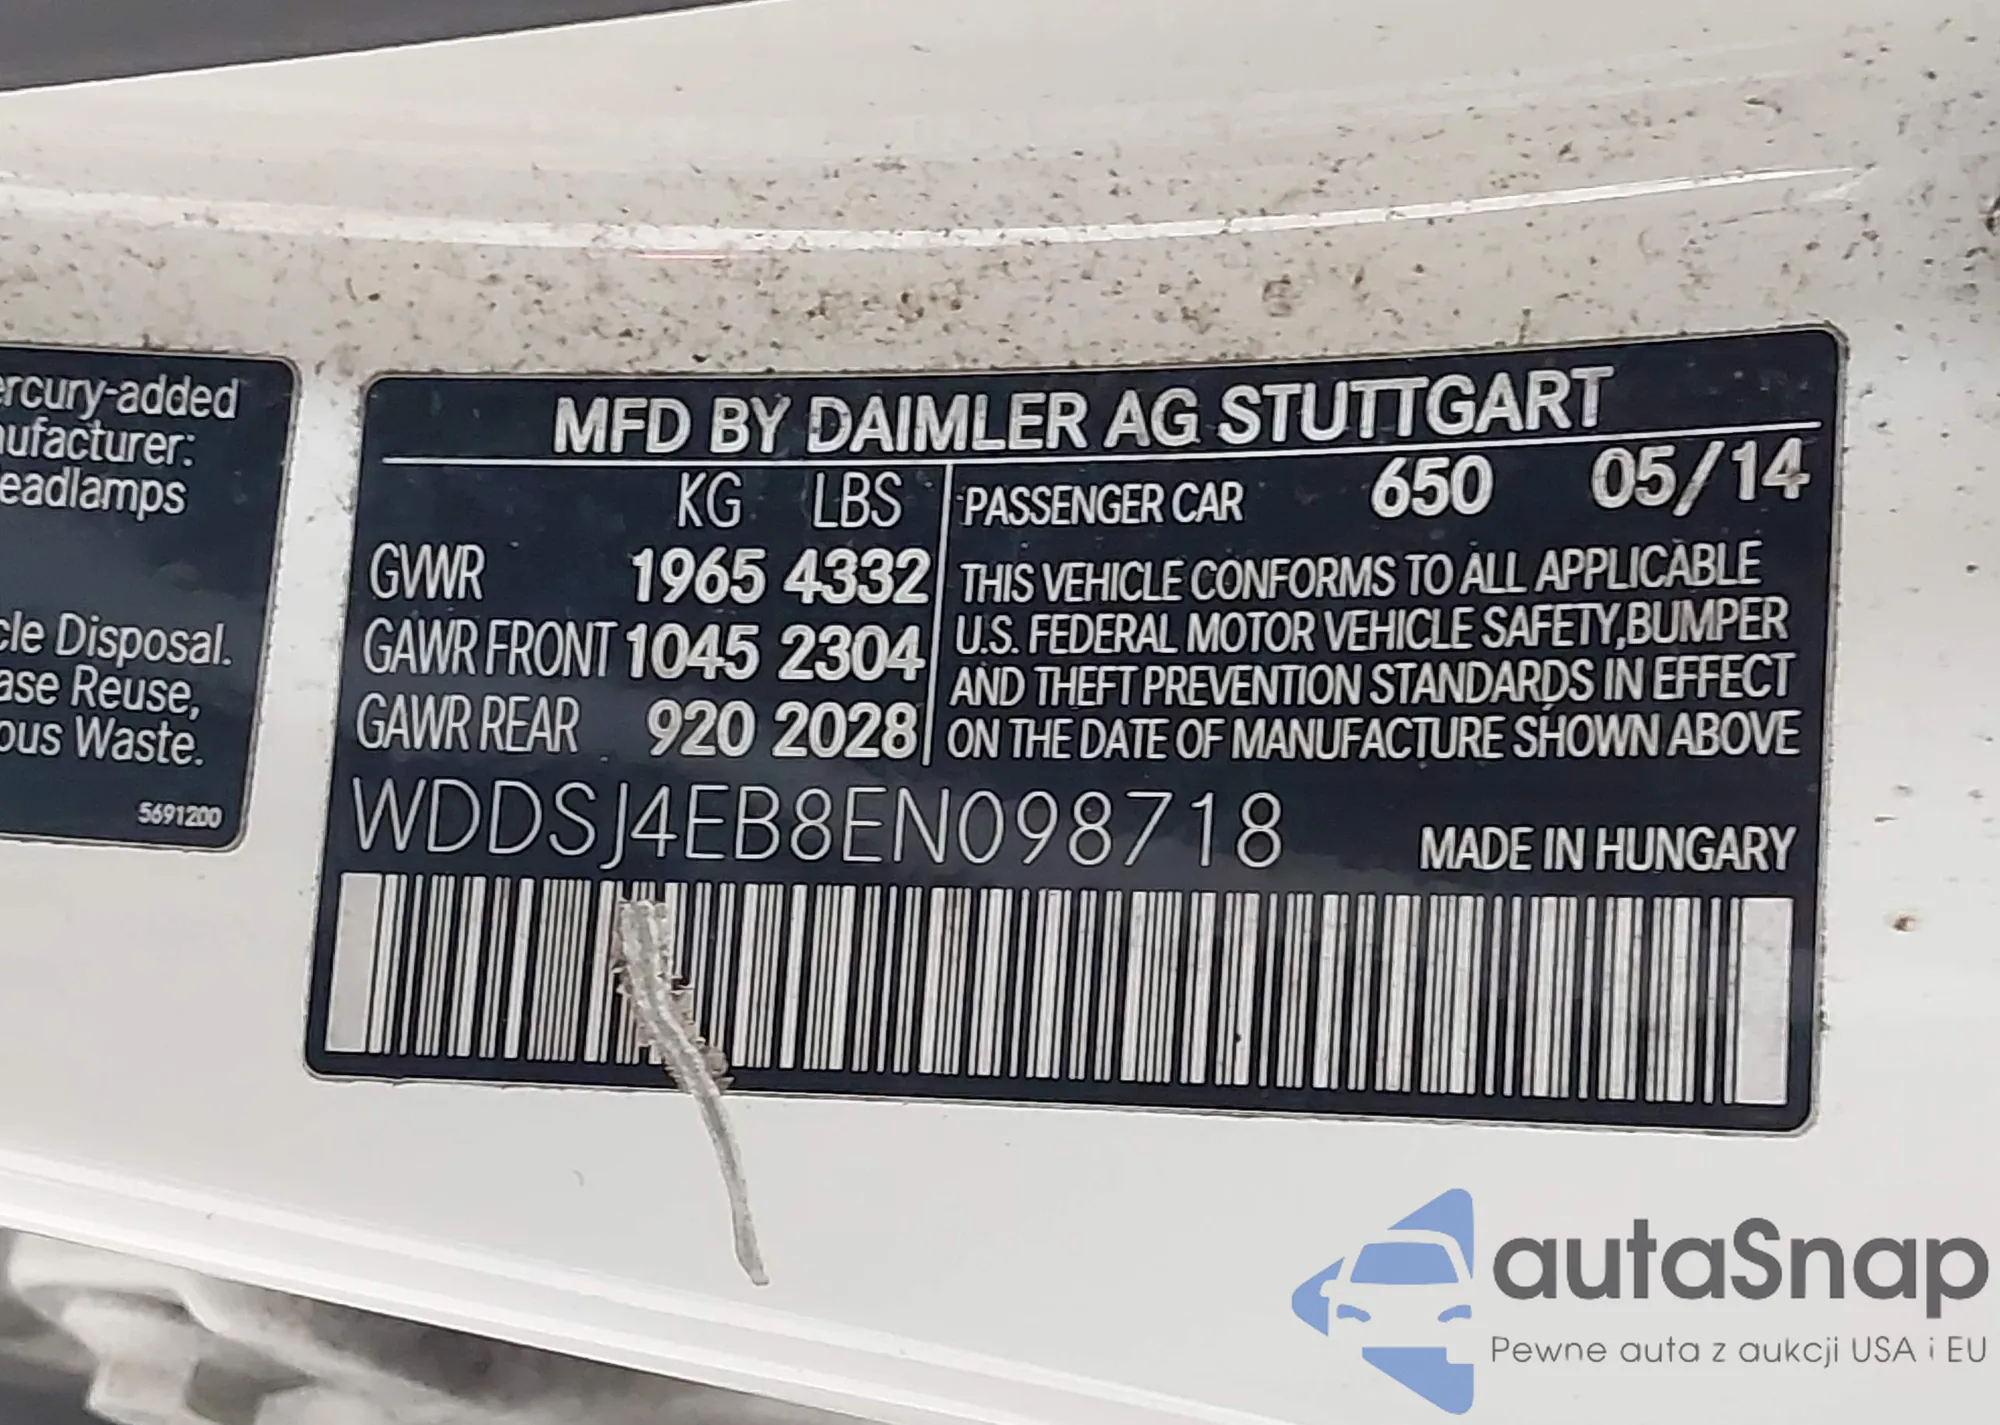 ercury-added
nufacturer:
eadlamps
cle Disposal.
ase Reuse,
ous Waste.
5691200
MFD BY DAIMLER AG STUTTGART
KG LBS
GVWR 1965 4332
GAWR FRONT 1045 2304
GAWR REAR 920 2028
PASSENGER CAR 650 05/14
THIS VEHICLE CONFORMS TO ALL APPLICABLE
U.S. FEDERAL MOTOR VEHICLE SAFETY,BUMPER
AND THEFT PREVENTION STANDARDS IN EFFECT
ON THE DATE OF MANUFACTURE SHOWN ABOVE
WDDSJ4EB8EN098718
MADE IN HUNGARY
autaSnap
Pewne auta z aukcji USA i EU